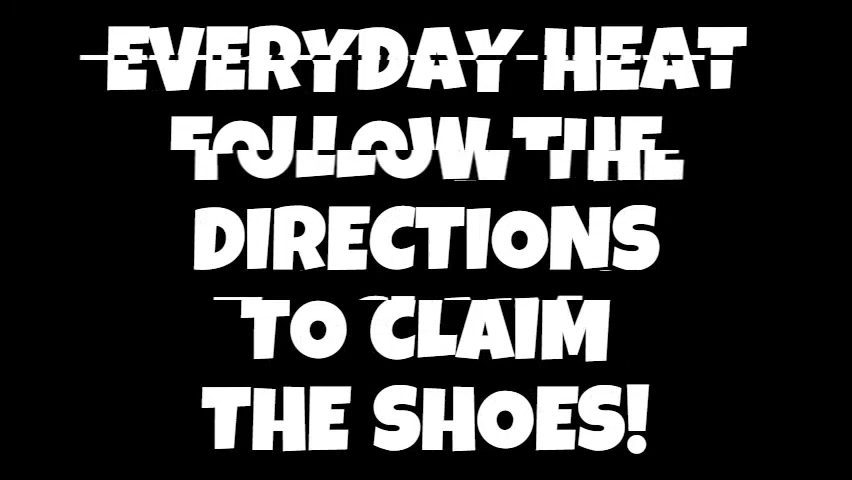 EVERYDAY HEAT
FOLLOW THE
DIRECTIONS
TO CLAIM
THE SHOES!